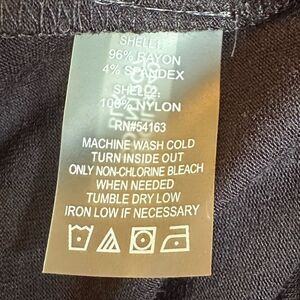 SHELL1:
96% RAYON
4% SPANDEX
SHELL2:
100% NYLON
RN#54163
MACHINE WASH COLD
TURN INSIDE OUT
ONLY NON-CHLORINE BLEACH
WHEN NEEDED
TUMBLE DRY LOW
IRON LOW IF NECESSARY